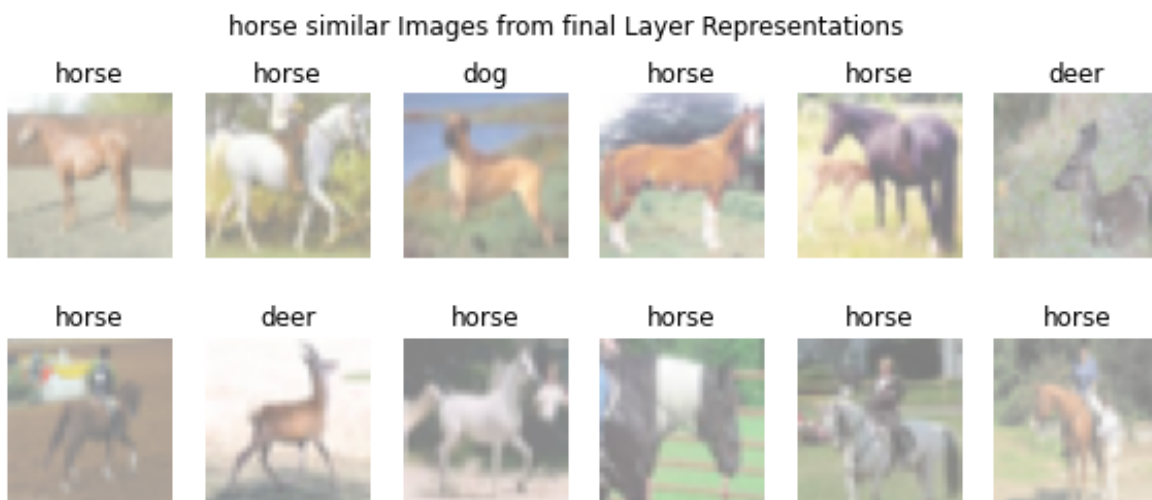 horse similar Images from final Layer Representations
horse horse dog horse horse deer
horse deer horse horse horse horse